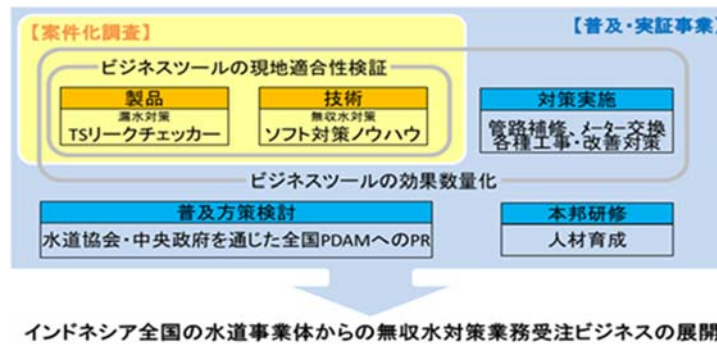 【案件化調査】
【普及・実証事業】
ビジネスツールの現地適合性検証
製品
漏水対策
TSリークチェッカー
技術
無収水対策
ソフト対策ノウハウ
対策実施
管路補修、メーター交換
各種工事・改善対策
ビジネスツールの効果数量化
普及方策検討
水道協会・中央政府を通じた全国PDAMへのPR
本邦研修
人材育成
インドネシア全国の水道事業体からの無収水対策業務受注ビジネスの展開